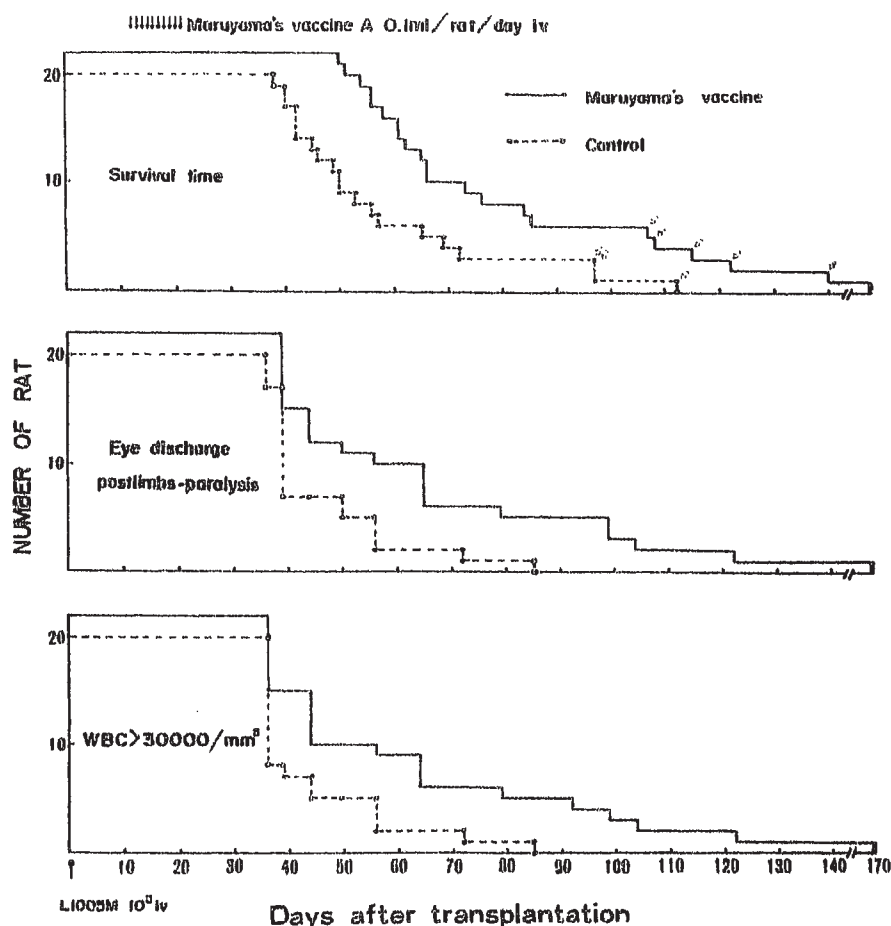 Maruyama's vaccine A 0.1ml/rat/day iv
Maruyama's vaccine
Control
20
10
Survival time
20
10
Eye discharge
postlimbs-paralysis
NUMBER OF RAT
20
10
WBC>30000/mm³
10 20 30 40 50 60 70 80 90 100 110 120 130 140 170
iv
Days after transplantation